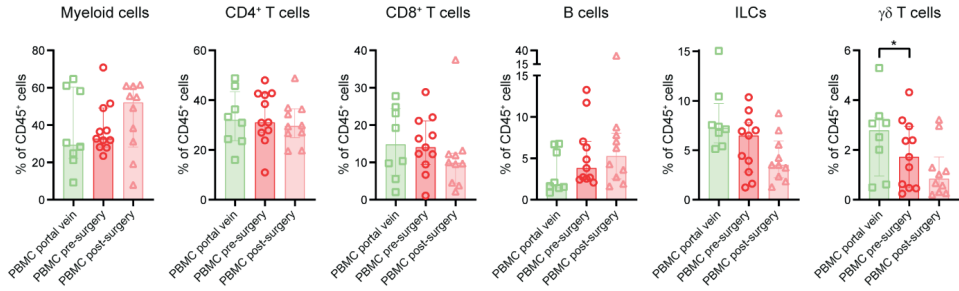 Myeloid cells
% of CD45⁺ cells
80
60
40
20
0
PBMC portal vein
PBMC pre-surgery
PBMC post-surgery
CD4⁺ T cells
% of CD45⁺ cells
60
40
20
0
PBMC portal vein
PBMC pre-surgery
PBMC post-surgery
CD8⁺ T cells
% of CD45⁺ cells
40
30
20
10
0
PBMC portal vein
PBMC pre-surgery
PBMC post-surgery
B cells
% of CD45⁺ cells
40
15
15
10
5
0
PBMC portal vein
PBMC pre-surgery
PBMC post-surgery
ILCs
% of CD45⁺ cells
15
10
5
0
PBMC portal vein
PBMC pre-surgery
PBMC post-surgery
γδ T cells
% of CD45⁺ cells
6
4
2
0
*
PBMC portal vein
PBMC pre-surgery
PBMC post-surgery